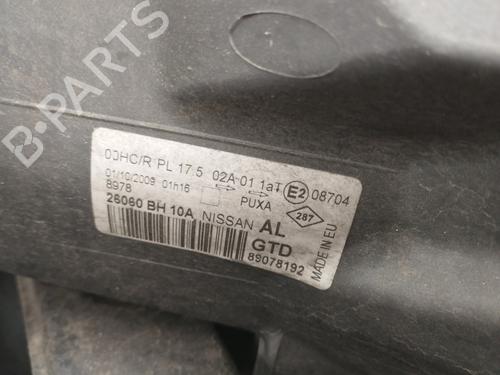 00HC/R PL 17.5 02A-01 1aT E2 08704
01/10/2009 01h16 PUXA 287
8978
26060 BH 10A NISSAN AL
GTD
89078192
MADE IN EU
B-PARTS